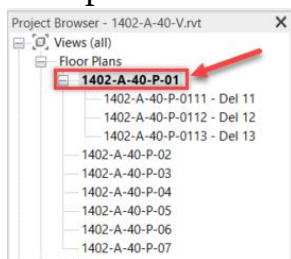 Project Browser - 1402-A-40-V.rvt
Views (all)
Floor Plans
1402-A-40-P-01
1402-A-40-P-0111 - Del 11
1402-A-40-P-0112 - Del 12
1402-A-40-P-0113 - Del 13
1402-A-40-P-02
1402-A-40-P-03
1402-A-40-P-04
1402-A-40-P-05
1402-A-40-P-06
1402-A-40-P-07